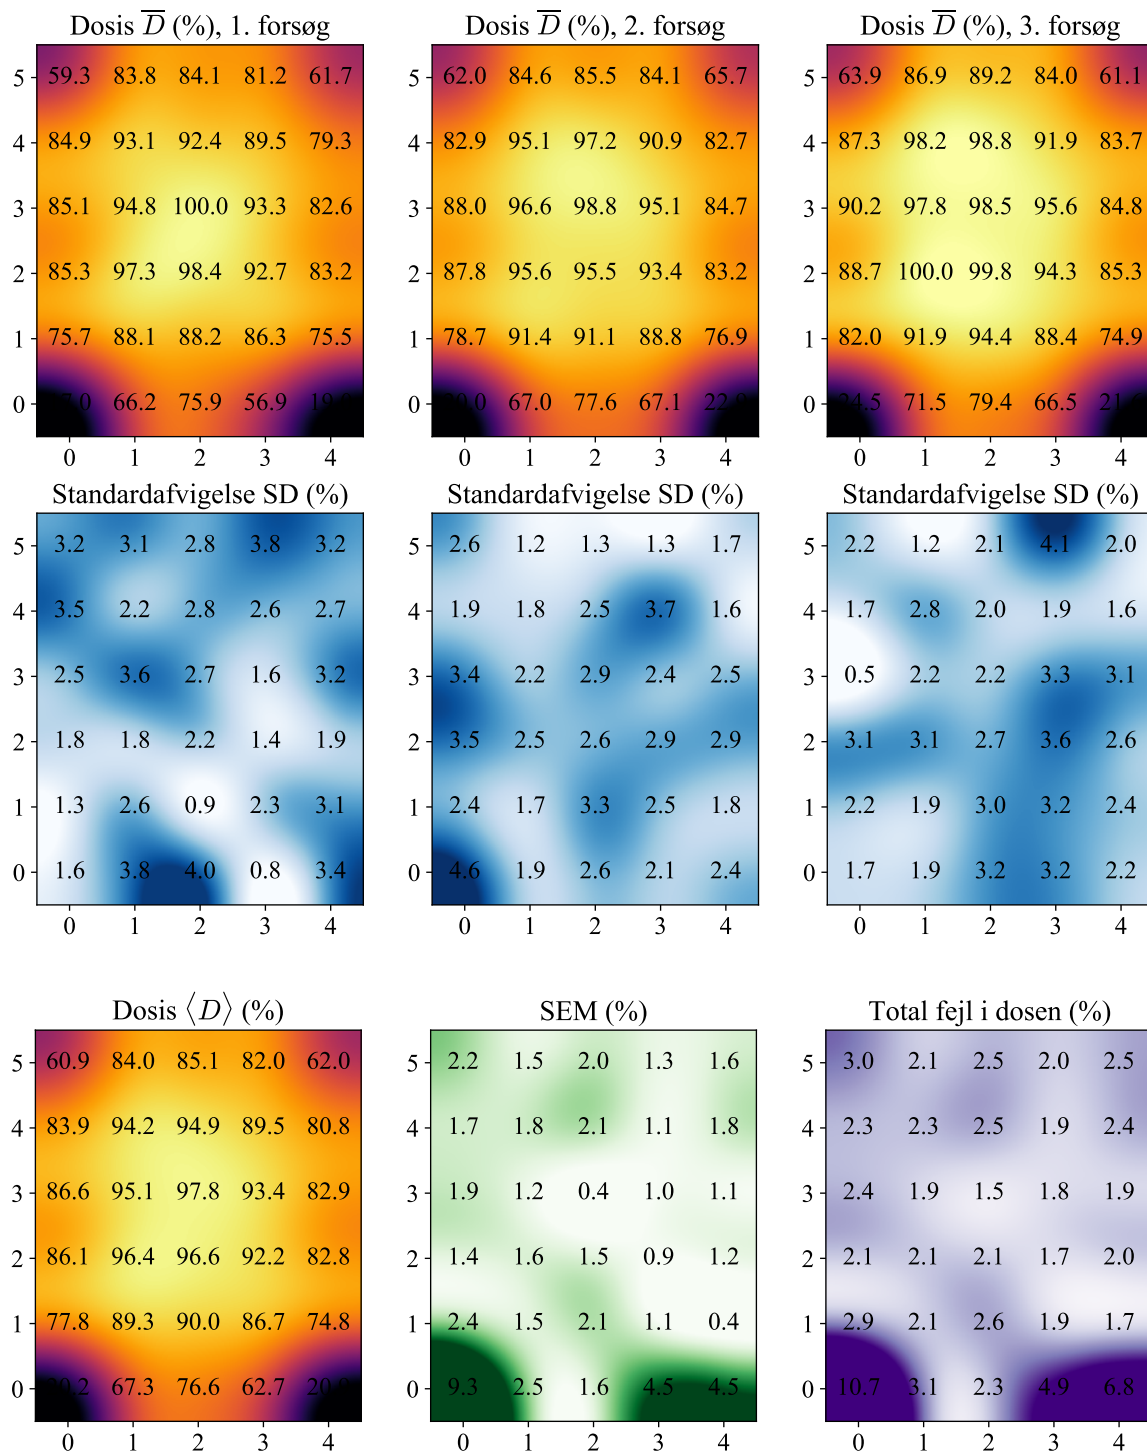 Dosis D (%), 1. forsøg
5 59.3 83.8 84.1 81.2 61.7
4 84.9 93.1 92.4 89.5 79.3
3 85.1 94.8 100.0 93.3 82.6
2 85.3 97.3 98.4 92.7 83.2
1 75.7 88.1 88.2 86.3 75.5
0 66.2 75.9 56.9
0 1 2 3 4
Dosis D (%), 2. forsøg
5 62.0 84.6 85.5 84.1 65.7
4 82.9 95.1 97.2 90.9 82.7
3 88.0 96.6 98.8 95.1 84.7
2 87.8 95.6 95.5 93.4 83.2
1 78.7 91.4 91.1 88.8 76.9
0 67.0 77.6 67.1
0 1 2 3 4
Dosis D (%), 3. forsøg
5 63.9 86.9 89.2 84.0 61.1
4 87.3 98.2 98.8 91.9 83.7
3 90.2 97.8 98.5 95.6 84.8
2 88.7 100.0 99.8 94.3 85.3
1 82.0 91.9 94.4 88.4 74.9
0 71.5 79.4 66.5
0 1 2 3 4
Standardafvigelse SD (%)
5 3.2 3.1 2.8 3.8 3.2
4 3.5 2.2 2.8 2.6 2.7
3 2.5 3.6 2.7 1.6 3.2
2 1.8 1.8 2.2 1.4 1.9
1 1.3 2.6 0.9 2.3 3.1
0 1.6 3.8 4.0 0.8 3.4
0 1 2 3 4
Standardafvigelse SD (%)
5 2.6 1.2 1.3 1.3 1.7
4 1.9 1.8 2.5 3.7 1.6
3 3.4 2.2 2.9 2.4 2.5
2 3.5 2.5 2.6 2.9 2.9
1 2.4 1.7 3.3 2.5 1.8
0 4.6 1.9 2.6 2.1 2.4
0 1 2 3 4
Standardafvigelse SD (%)
5 2.2 1.2 2.1 4.1 2.0
4 1.7 2.8 2.0 1.9 1.6
3 0.5 2.2 2.2 3.3 3.1
2 3.1 3.1 2.7 3.6 2.6
1 2.2 1.9 3.0 3.2 2.4
0 1.7 1.9 3.2 3.2 2.2
0 1 2 3 4
Dosis ⟨D⟩ (%)
5 60.9 84.0 85.1 82.0 62.0
4 83.9 94.2 94.9 89.5 80.8
3 86.6 95.1 97.8 93.4 82.9
2 86.1 96.4 96.6 92.2 82.8
1 77.8 89.3 90.0 86.7 74.8
0 67.3 76.6 62.7
0 1 2 3 4
SEM (%)
5 2.2 1.5 2.0 1.3 1.6
4 1.7 1.8 2.1 1.1 1.8
3 1.9 1.2 0.4 1.0 1.1
2 1.4 1.6 1.5 0.9 1.2
1 2.4 1.5 2.1 1.1 0.4
0 9.3 2.5 1.6 4.5 4.5
0 1 2 3 4
Total fejl i dosen (%)
5 3.0 2.1 2.5 2.0 2.5
4 2.3 2.3 2.5 1.9 2.4
3 2.4 1.9 1.5 1.8 1.9
2 2.1 2.1 2.1 1.7 2.0
1 2.9 2.1 2.6 1.9 1.7
0 10.7 3.1 2.3 4.9 6.8
0 1 2 3 4